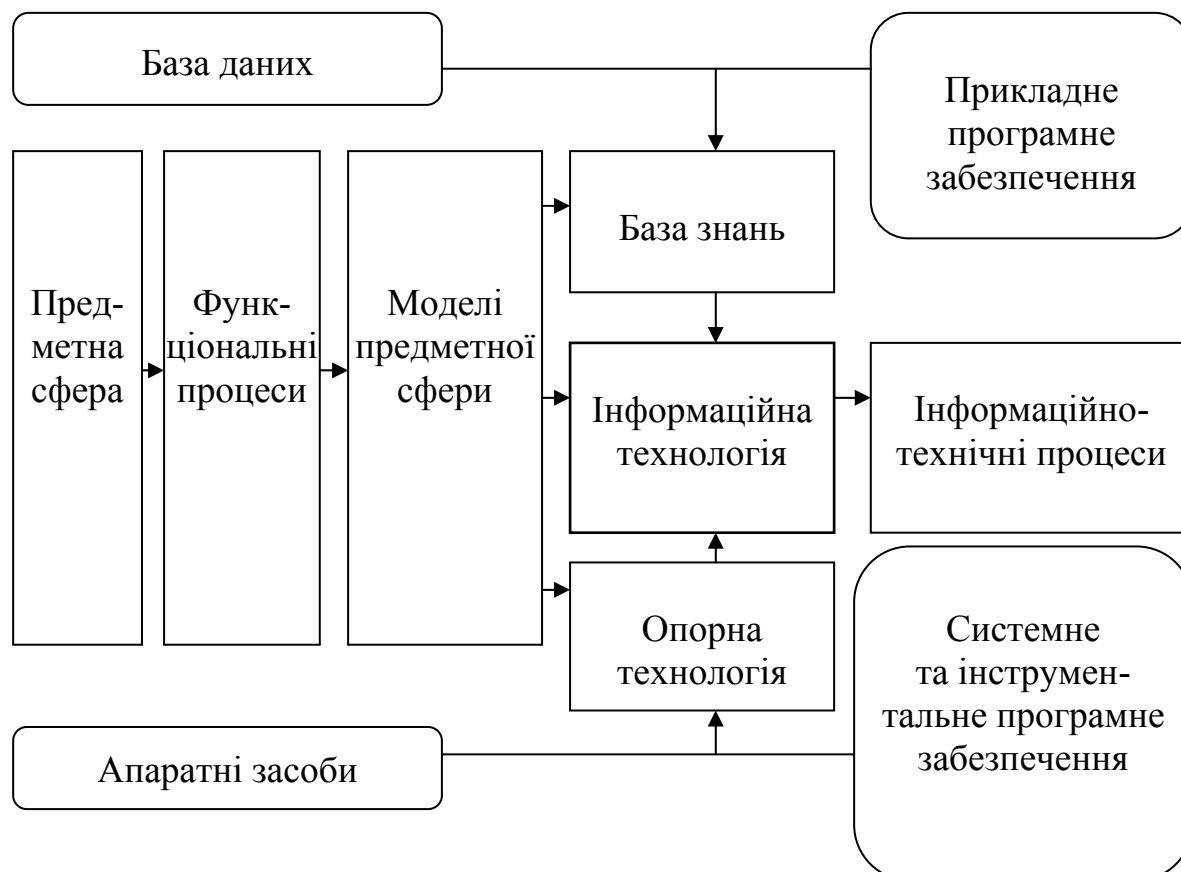 База даних
Прикладне
програмне
забезпечення
База знань
Пред-
метна
сфера
Функ-
ціональні
процеси
Моделі
предметної
сфери
Інформаційна
технологія
Інформаційно-
технічні процеси
Опорна
технологія
Системне
та інструмен-
тальне програмне
забезпечення
Апаратні засоби